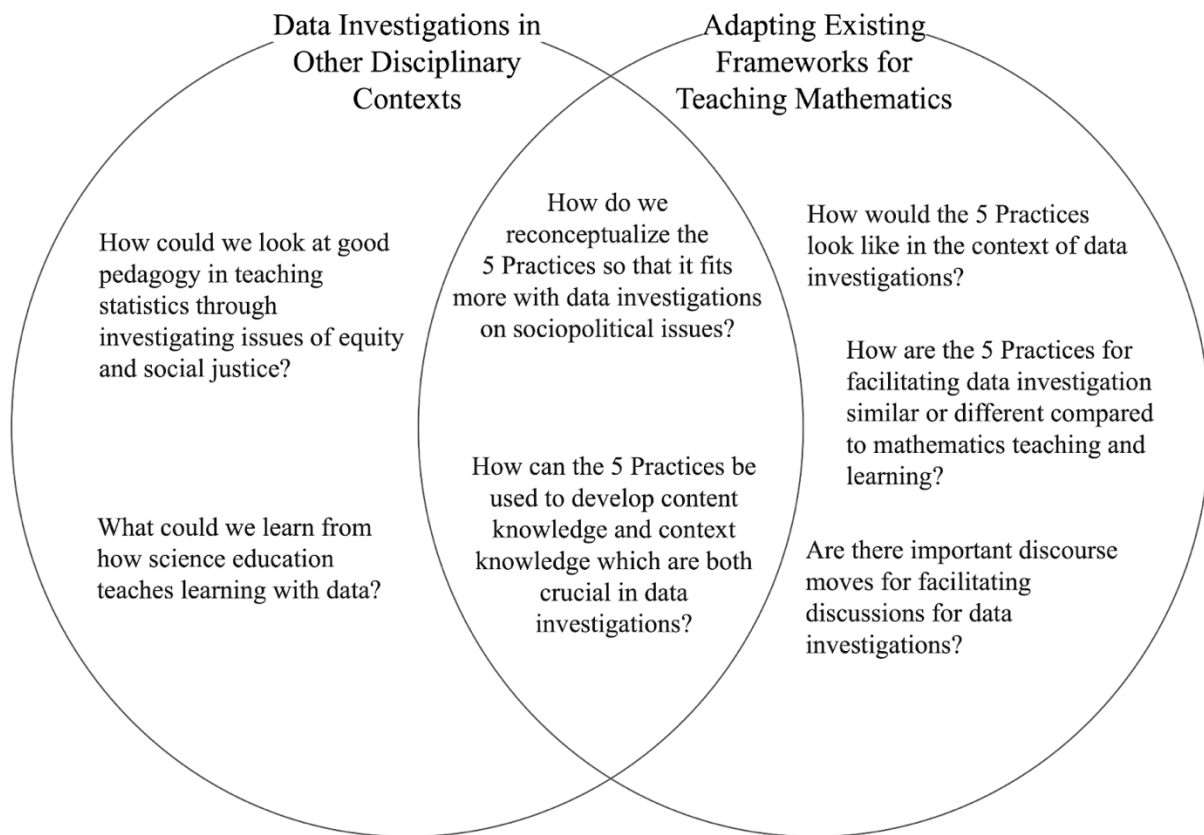 Data Investigations in
Other Disciplinary
Contexts
Adapting Existing
Frameworks for
Teaching Mathematics
How could we look at good
pedagogy in teaching
statistics through
investigating issues of equity
and social justice?
What could we learn from
how science education
teaches learning with data?
How do we
reconceptualize the
5 Practices so that it fits
more with data investigations
on sociopolitical issues?
How can the 5 Practices be
used to develop content
knowledge and context
knowledge which are both
crucial in data
investigations?
How would the 5 Practices
look like in the context of data
investigations?
How are the 5 Practices for
facilitating data investigation
similar or different compared
to mathematics teaching and
learning?
Are there important discourse
moves for facilitating
discussions for data
investigations?